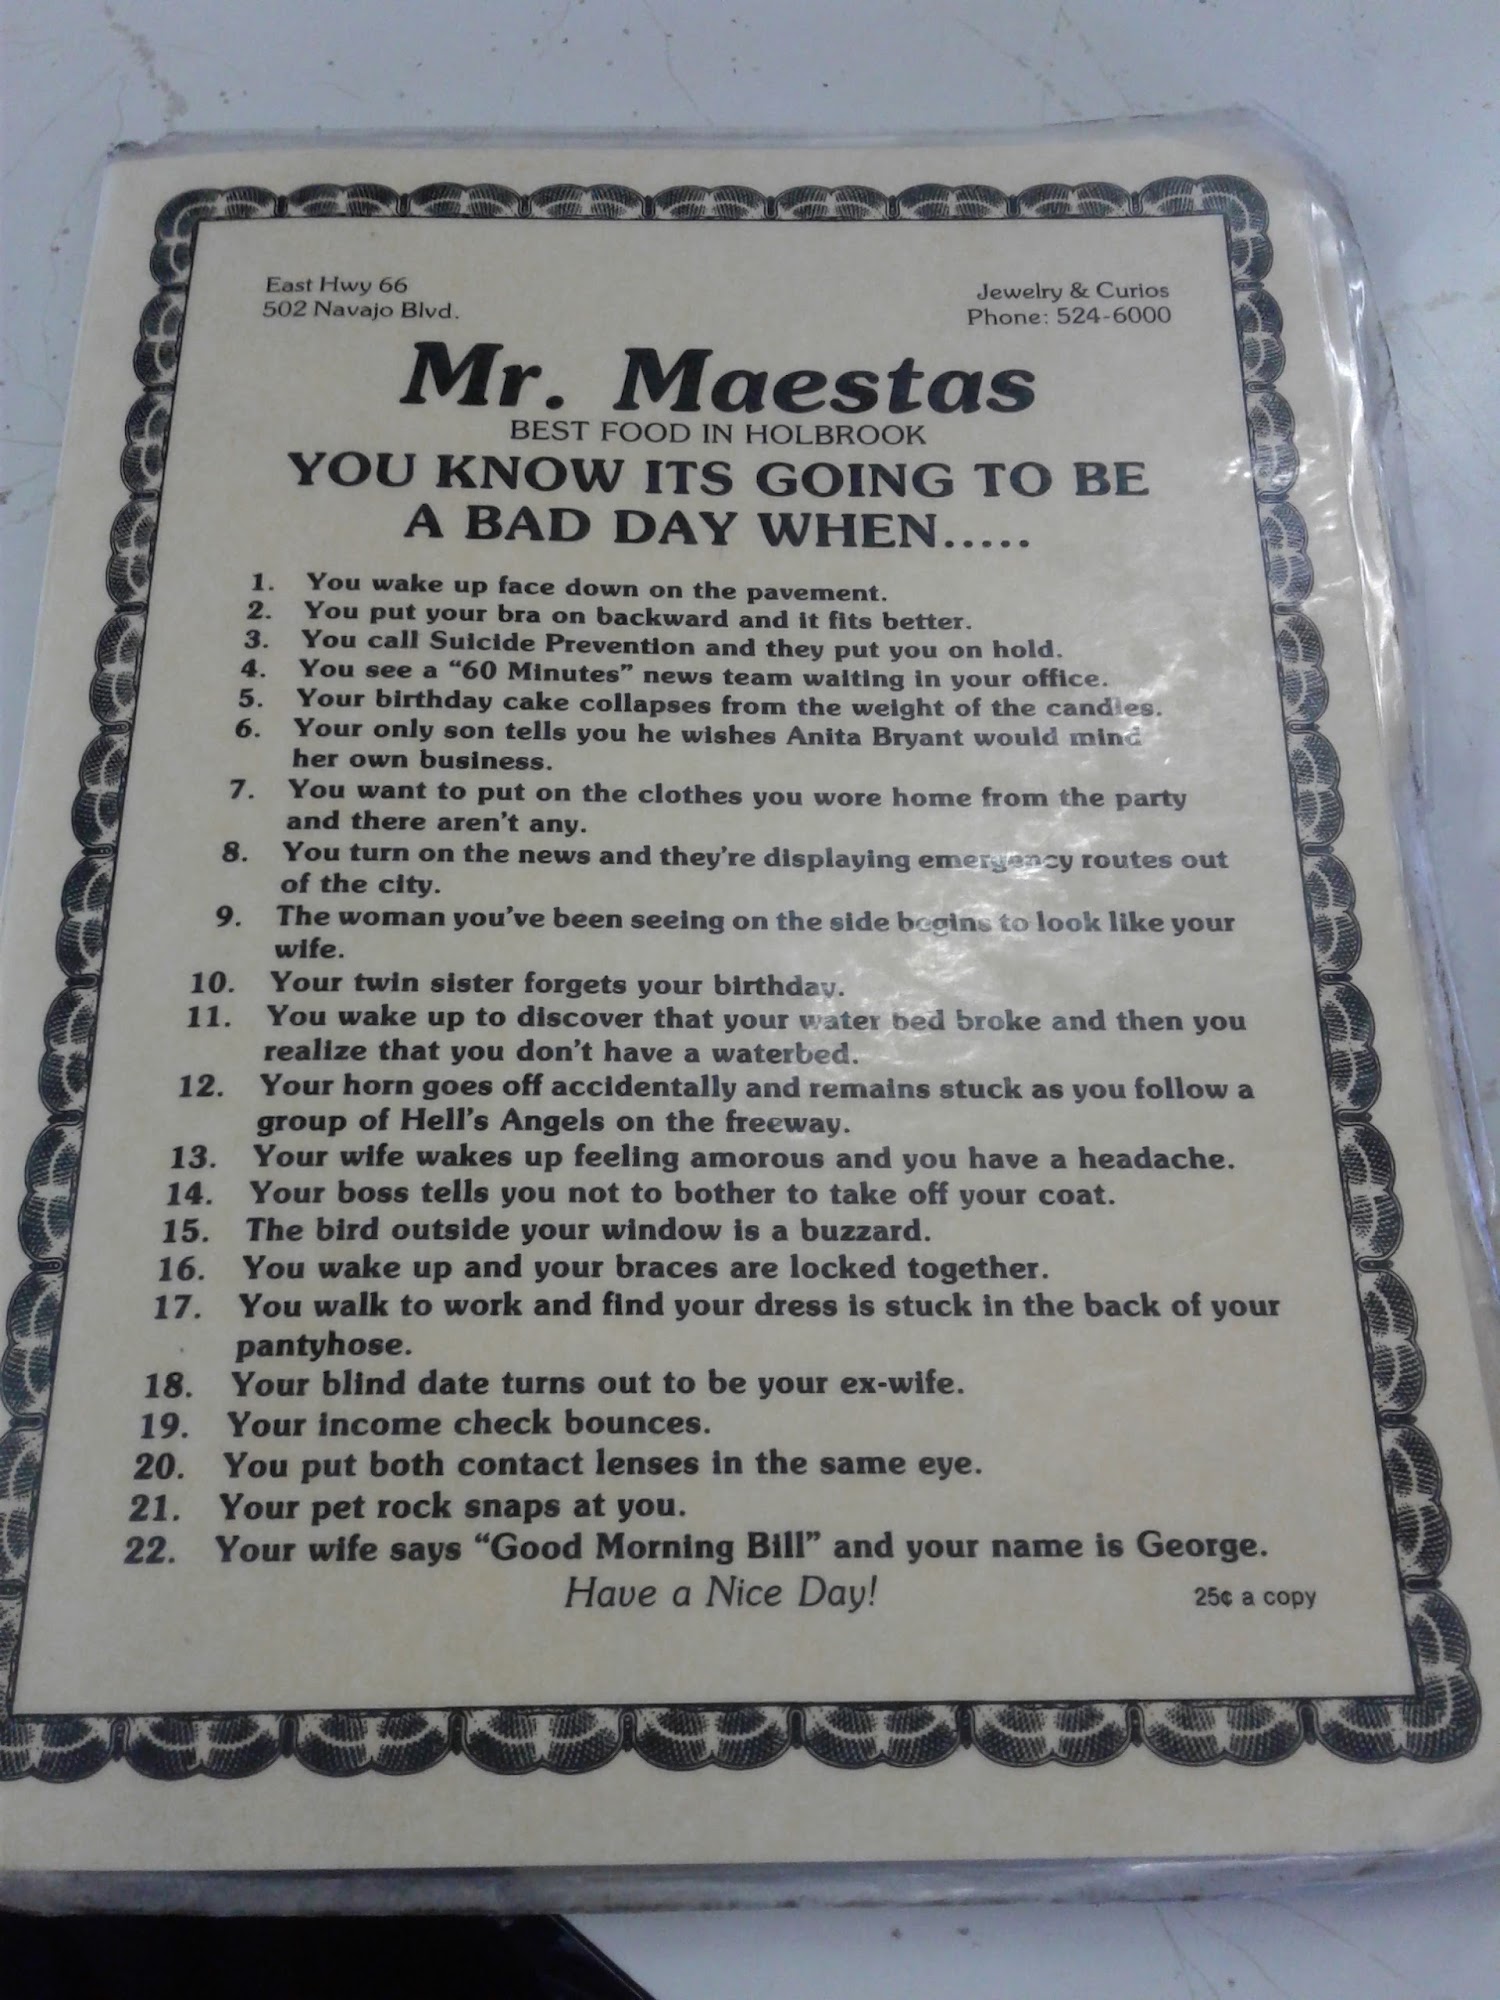 East Hwy 66
502 Navajo Blvd.
Jewelry & Curios
Phone: 524-6000
Mr. Maestas
BEST FOOD IN HOLBROOK
YOU KNOW ITS GOING TO BE
A BAD DAY WHEN.....
1. You wake up face down on the pavement.
2. You put your bra on backward and it fits better.
3. You call Suicide Prevention and they put you on hold.
4. You see a “60 Minutes” news team waiting in your office.
5. Your birthday cake collapses from the weight of the candles.
6. Your only son tells you he wishes Anita Bryant would mind
her own business.
7. You want to put on the clothes you wore home from the party
and there aren't any.
8. You turn on the news and they're displaying emergency routes out
of the city.
9. The woman you've been seeing on the side begins to look like your
wife.
10. Your twin sister forgets your birthday.
11. You wake up to discover that your water bed broke and then you
realize that you don't have a waterbed.
12. Your horn goes off accidentally and remains stuck as you follow a
group of Hell's Angels on the freeway.
13. Your wife wakes up feeling amorous and you have a headache.
14. Your boss tells you not to bother to take off your coat.
15. The bird outside your window is a buzzard.
16. You wake up and your braces are locked together.
17. You walk to work and find your dress is stuck in the back of your
pantyhose.
18. Your blind date turns out to be your ex-wife.
19. Your income check bounces.
20. You put both contact lenses in the same eye.
21. Your pet rock snaps at you.
22. Your wife says “Good Morning Bill” and your name is George.
Have a Nice Day!
25¢ a copy